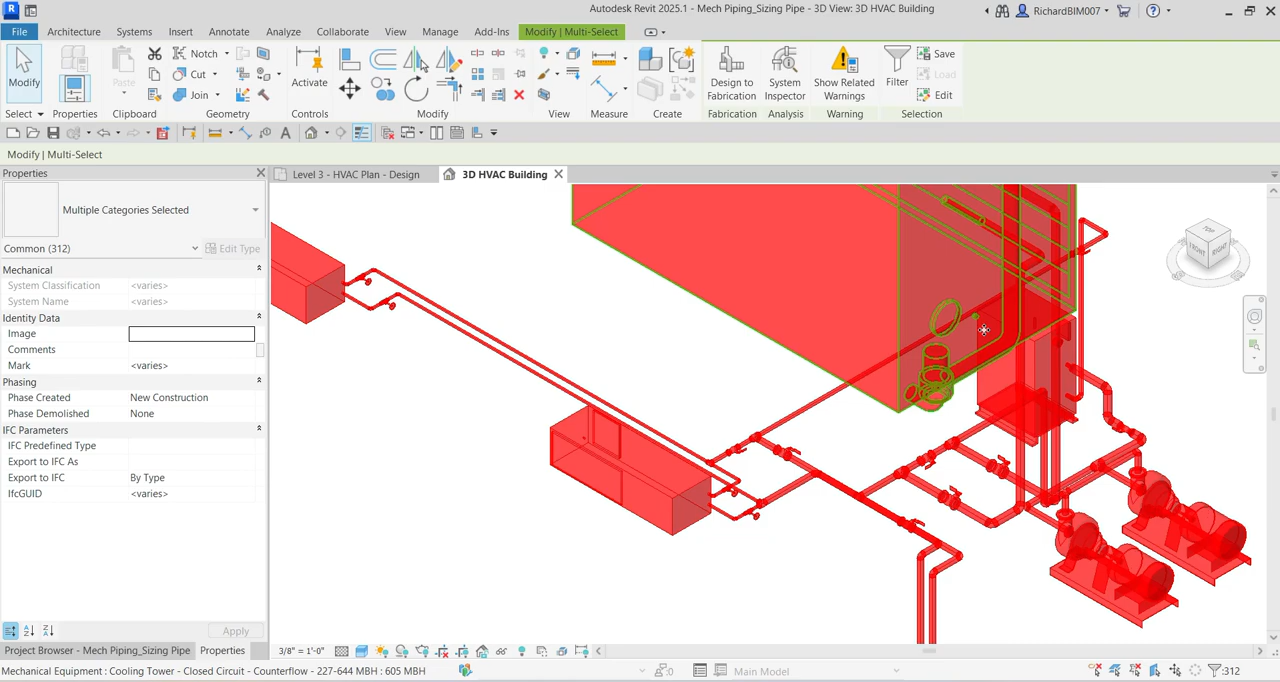 Autodesk Revit 2025.1 - Mech Piping_Sizing Pipe - 3D View: 3D HVAC Building
RichardBIM007
File Architecture Systems Insert Annotate Analyze Collaborate View Manage Add-Ins Modify | Multi-Select
Modify
Paste
Notch
Cut
Join
Activate
Design to Fabrication
System Inspector
Show Related Warnings
Filter
Save
Load
Edit
Select Properties Clipboard Geometry Controls Modify View Measure Create Fabrication Analysis Warning Selection
Modify | Multi-Select
Properties
Level 3 - HVAC Plan - Design
3D HVAC Building
Multiple Categories Selected
Common (312)
Edit Type
Mechanical
System Classification <varies>
System Name <varies>
Identity Data
Image
Comments
Mark <varies>
Phasing
Phase Created New Construction
Phase Demolished None
IFC Parameters
IFC Predefined Type
Export to IFC As
Export to IFC By Type
IfcGUID <varies>
TOP
FRONT
RIGHT
Apply
Project Browser - Mech Piping_Sizing Pipe
Properties
3/8" = 1'-0"
Mechanical Equipment : Cooling Tower - Closed Circuit - Counterflow - 227-644 MBH : 605 MBH
:0
Main Model
:312